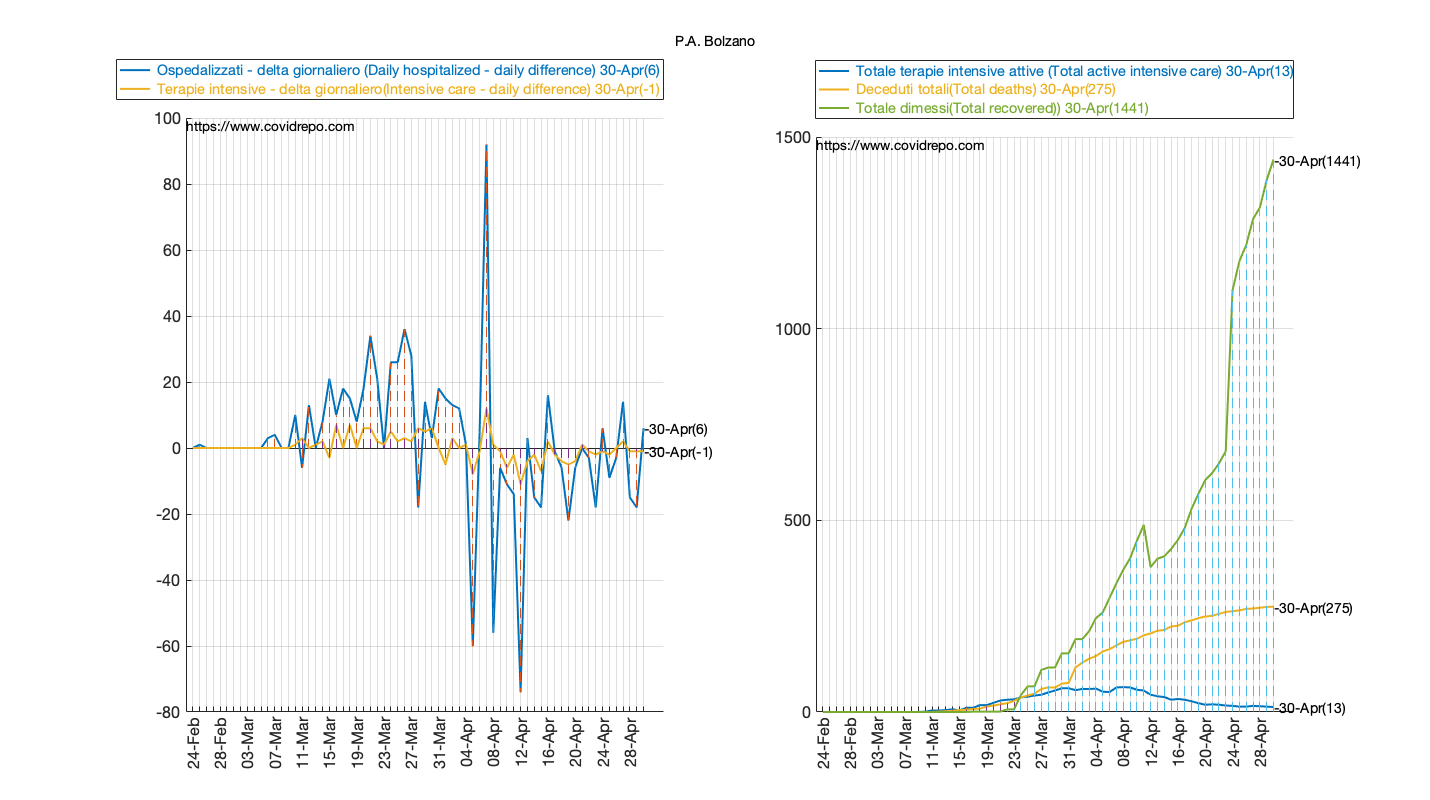 P.A. Bolzano
Ospedalizzati - delta giornaliero (Daily hospitalized - daily difference) 30-Apr(6)
Terapie intensive - delta giornaliero(Intensive care - daily difference) 30-Apr(-1)
https://www.covidrepo.com
100
80
60
40
20
0
-20
-40
-60
-80
-30-Apr(6)
-30-Apr(-1)
24-Feb
28-Feb
03-Mar
07-Mar
11-Mar
15-Mar
19-Mar
23-Mar
27-Mar
31-Mar
04-Apr
08-Apr
12-Apr
16-Apr
20-Apr
24-Apr
28-Apr
Totale terapie intensive attive (Total active intensive care) 30-Apr(13)
Deceduti totali(Total deaths) 30-Apr(275)
Totale dimessi(Total recovered)) 30-Apr(1441)
https://www.covidrepo.com
1500
1000
500
0
-30-Apr(1441)
-30-Apr(275)
-30-Apr(13)
24-Feb
28-Feb
03-Mar
07-Mar
11-Mar
15-Mar
19-Mar
23-Mar
27-Mar
31-Mar
04-Apr
08-Apr
12-Apr
16-Apr
20-Apr
24-Apr
28-Apr